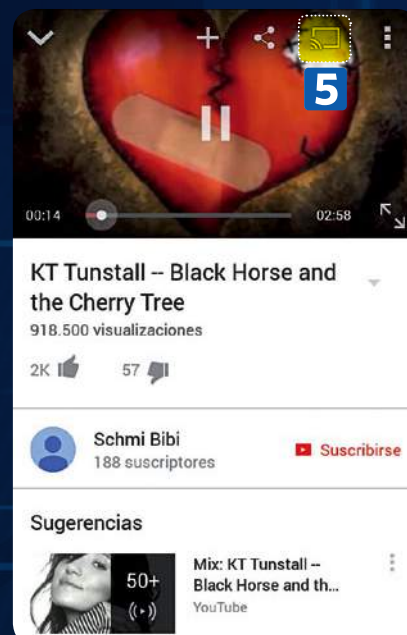 5
00:14
02:58
KT Tunstall -- Black Horse and
the Cherry Tree
918.500 visualizaciones
2K
57
Schmi Bibi
188 suscriptores
Suscribirse
Sugerencias
50+
Mix: KT Tunstall --
Black Horse and th...
YouTube